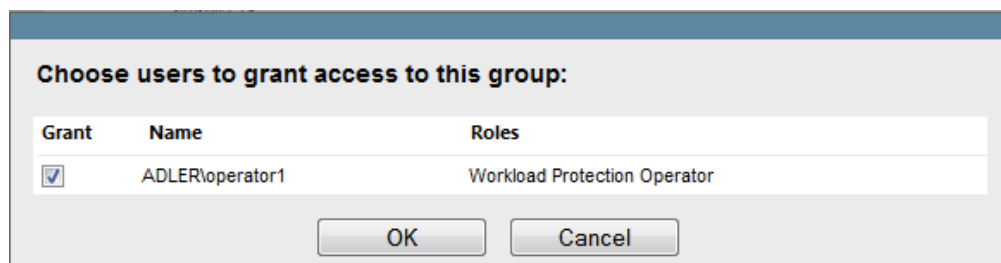 Choose users to grant access to this group:
Grant Name Roles
ADLER\operator1 Workload Protection Operator
OK Cancel